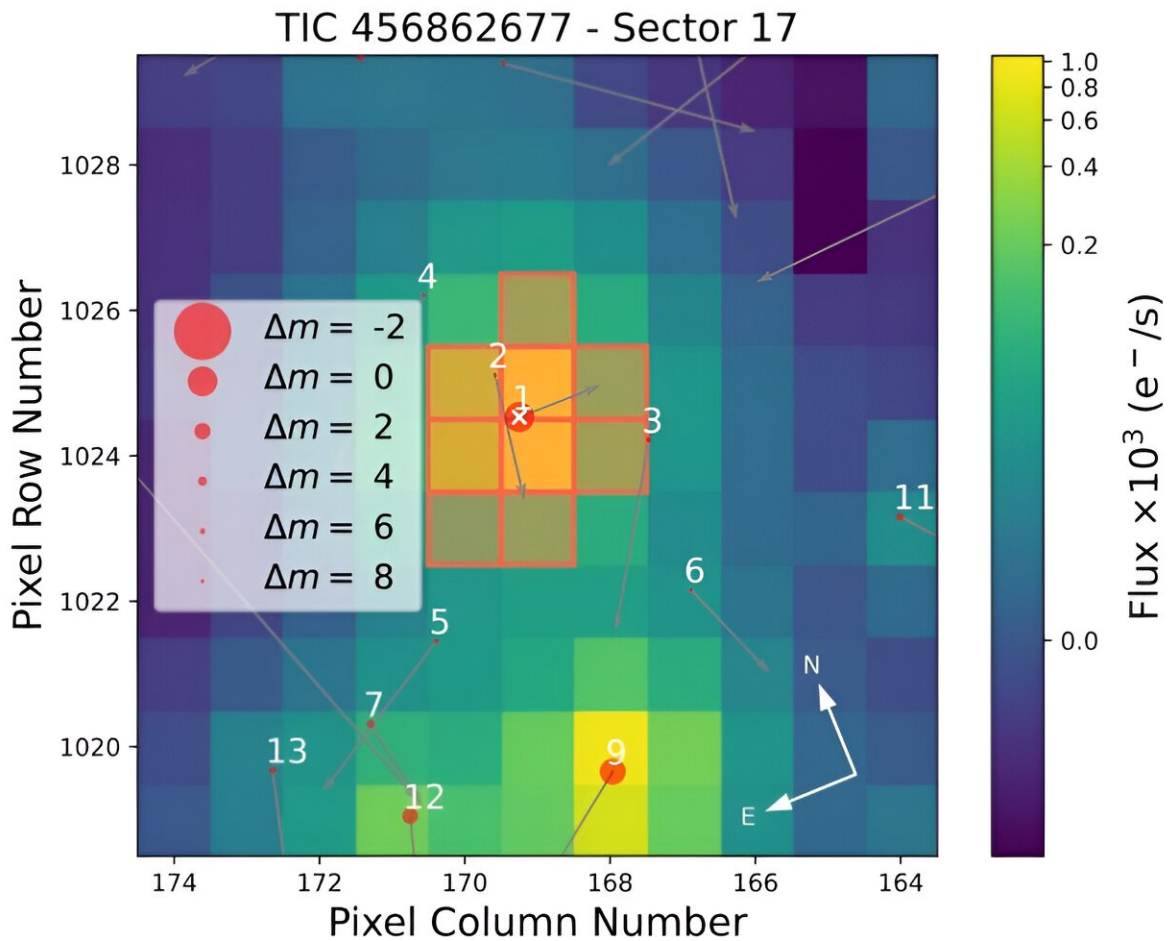 TIC 456862677 - Sector 17
Pixel Row Number
1028
1026
1024
1022
1020
174
172
170
168
166
164
Pixel Column Number
Δm = -2
Δm = 0
Δm = 2
Δm = 4
Δm = 6
Δm = 8
4
2
1
3
11
6
5
7
13
9
12
N
E
1.0
0.8
0.6
0.4
0.2
0.0
Flux ×10³ (e⁻/s)